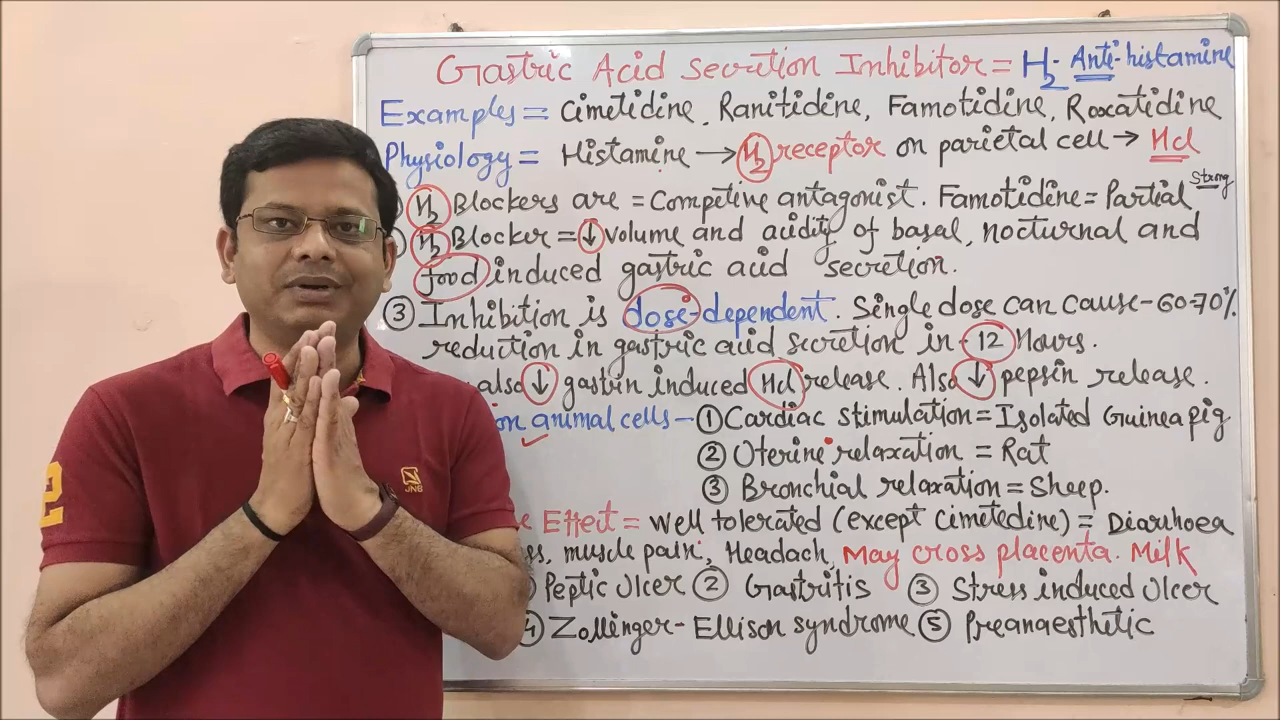 Gastric Acid Secretion Inhibitor = H2-Anti-histamine
Examples = Cimetidine, Ranitidine, Famotidine, Roxatidine
Physiology = Histamine → H2 receptor on parietal cell → Hcl
H2 Blockers are = Competive antagonist. Famotidine = Partial Strong
H2 Blocker = ↓ volume and acidity of basal, nocturnal and
food induced gastric acid secretion.
③ Inhibition is dose-dependent. Single dose can cause - 60-70%
reduction in gastric acid secretion in - 12 Hours.
also ↓ gastrin induced Hcl release. Also ↓ pepsin release.
on animal cells - ① Cardiac stimulation = Isolated Guinea pig
② Uterine relaxation = Rat
③ Bronchial relaxation = Sheep.
Effect = well tolerated (except Cimetedine) = Diarrhoea
muscle pain, Headach, May cross placenta. Milk
Peptic Ulcer ② Gastritis ③ Stress induced Ulcer
④ Zollinger-Ellison syndrome ⑤ Preanaesthetic
2
JNB